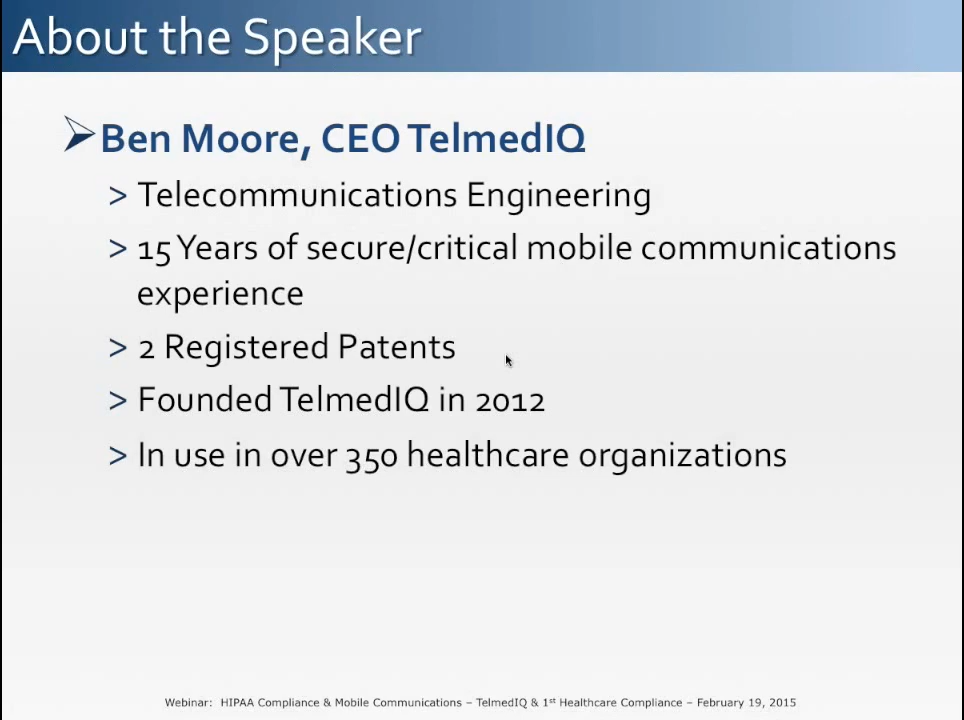 About the Speaker
Ben Moore, CEO TelmedIQ
> Telecommunications Engineering
> 15 Years of secure/critical mobile communications
experience
> 2 Registered Patents
> Founded TelmedIQ in 2012
> In use in over 350 healthcare organizations
Webinar: HIPAA Compliance & Mobile Communications – TelmedIQ & 1st Healthcare Compliance – February 19, 2015